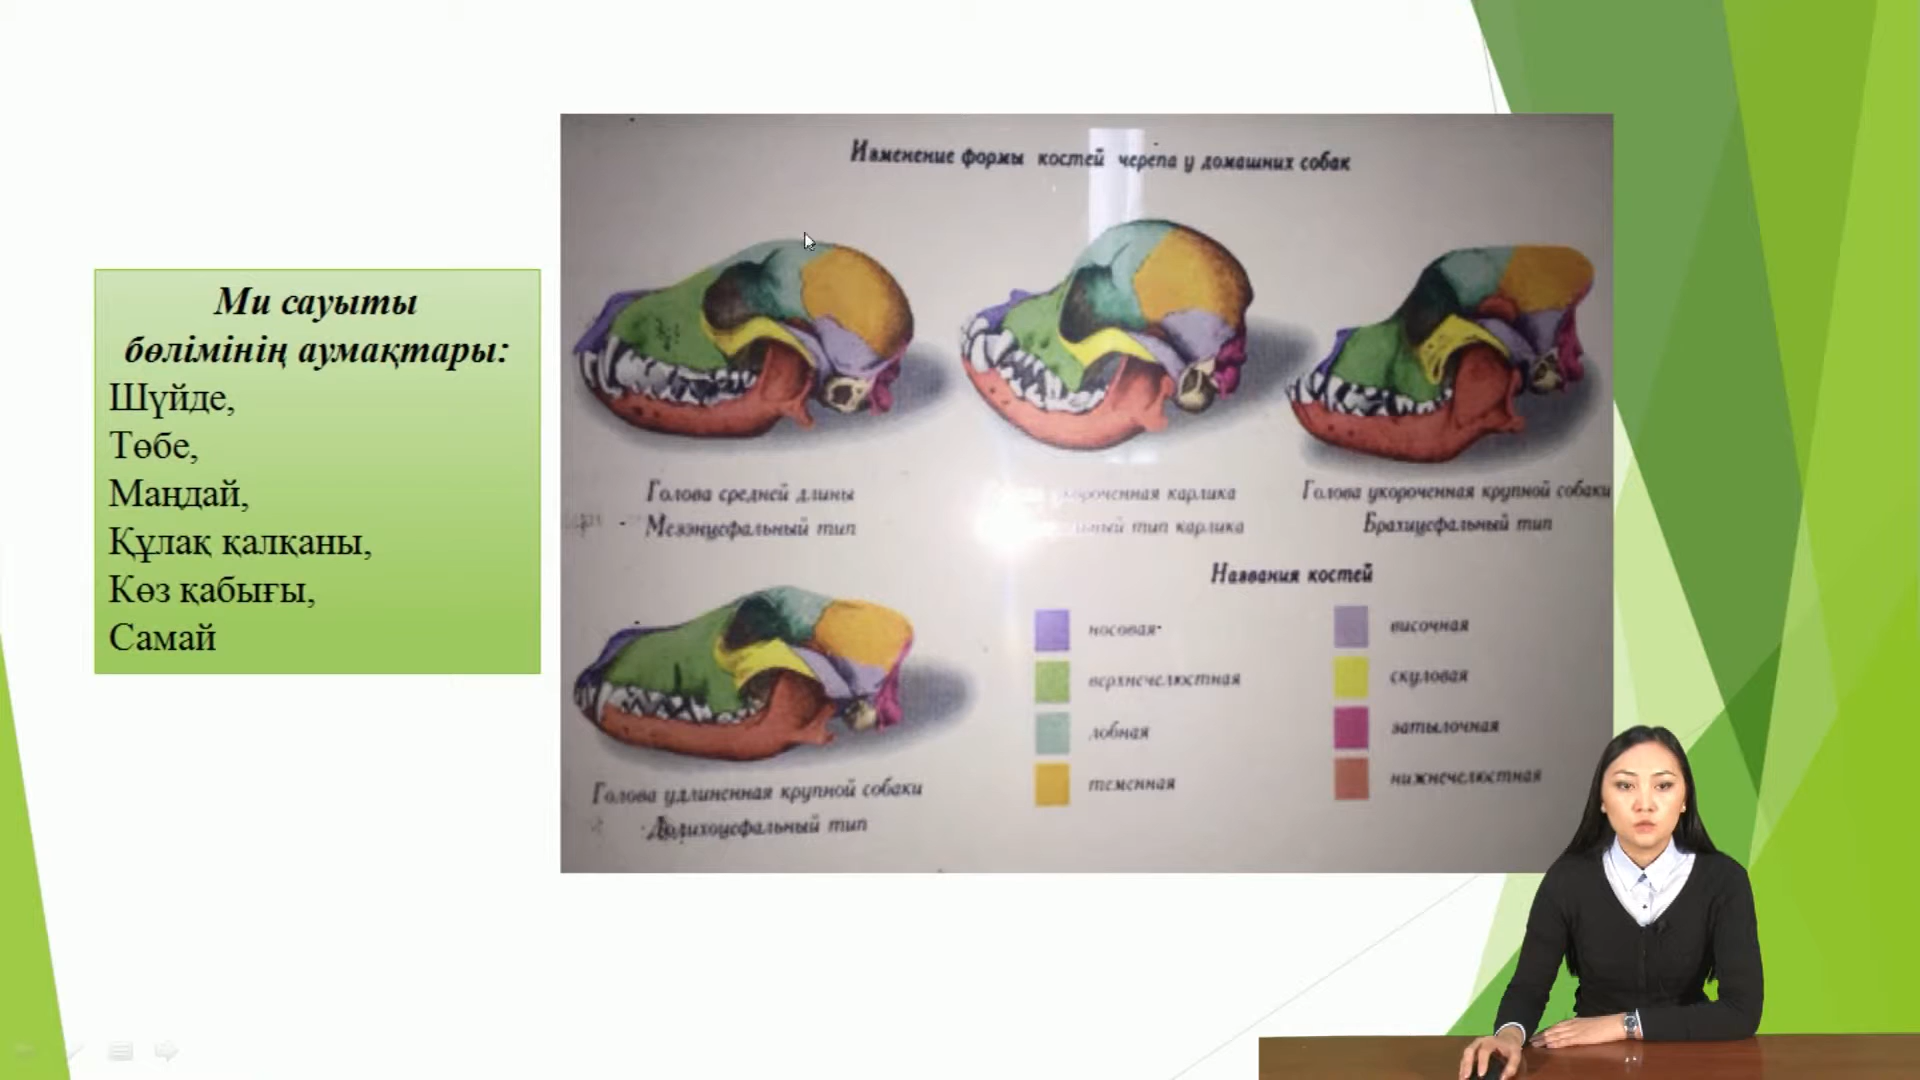 Ми сауыты
бөлімінің аумақтары:
Шүйде,
Төбе,
Маңдай,
Құлақ қалқаны,
Көз қабығы,
Самай
Изменение формы костей черепа у домашних собак
Голова средней длины
Мезэнцефальный тип
карлика
тип карлика
Голова укороченная крупной собаки
Брахицефальный тип
Голова удлиненная крупной собаки
Долихоцефальный тип
Названия костей
носовая
верхнечелюстная
лобная
теменная
височная
скуловая
затылочная
нижнечелюстная